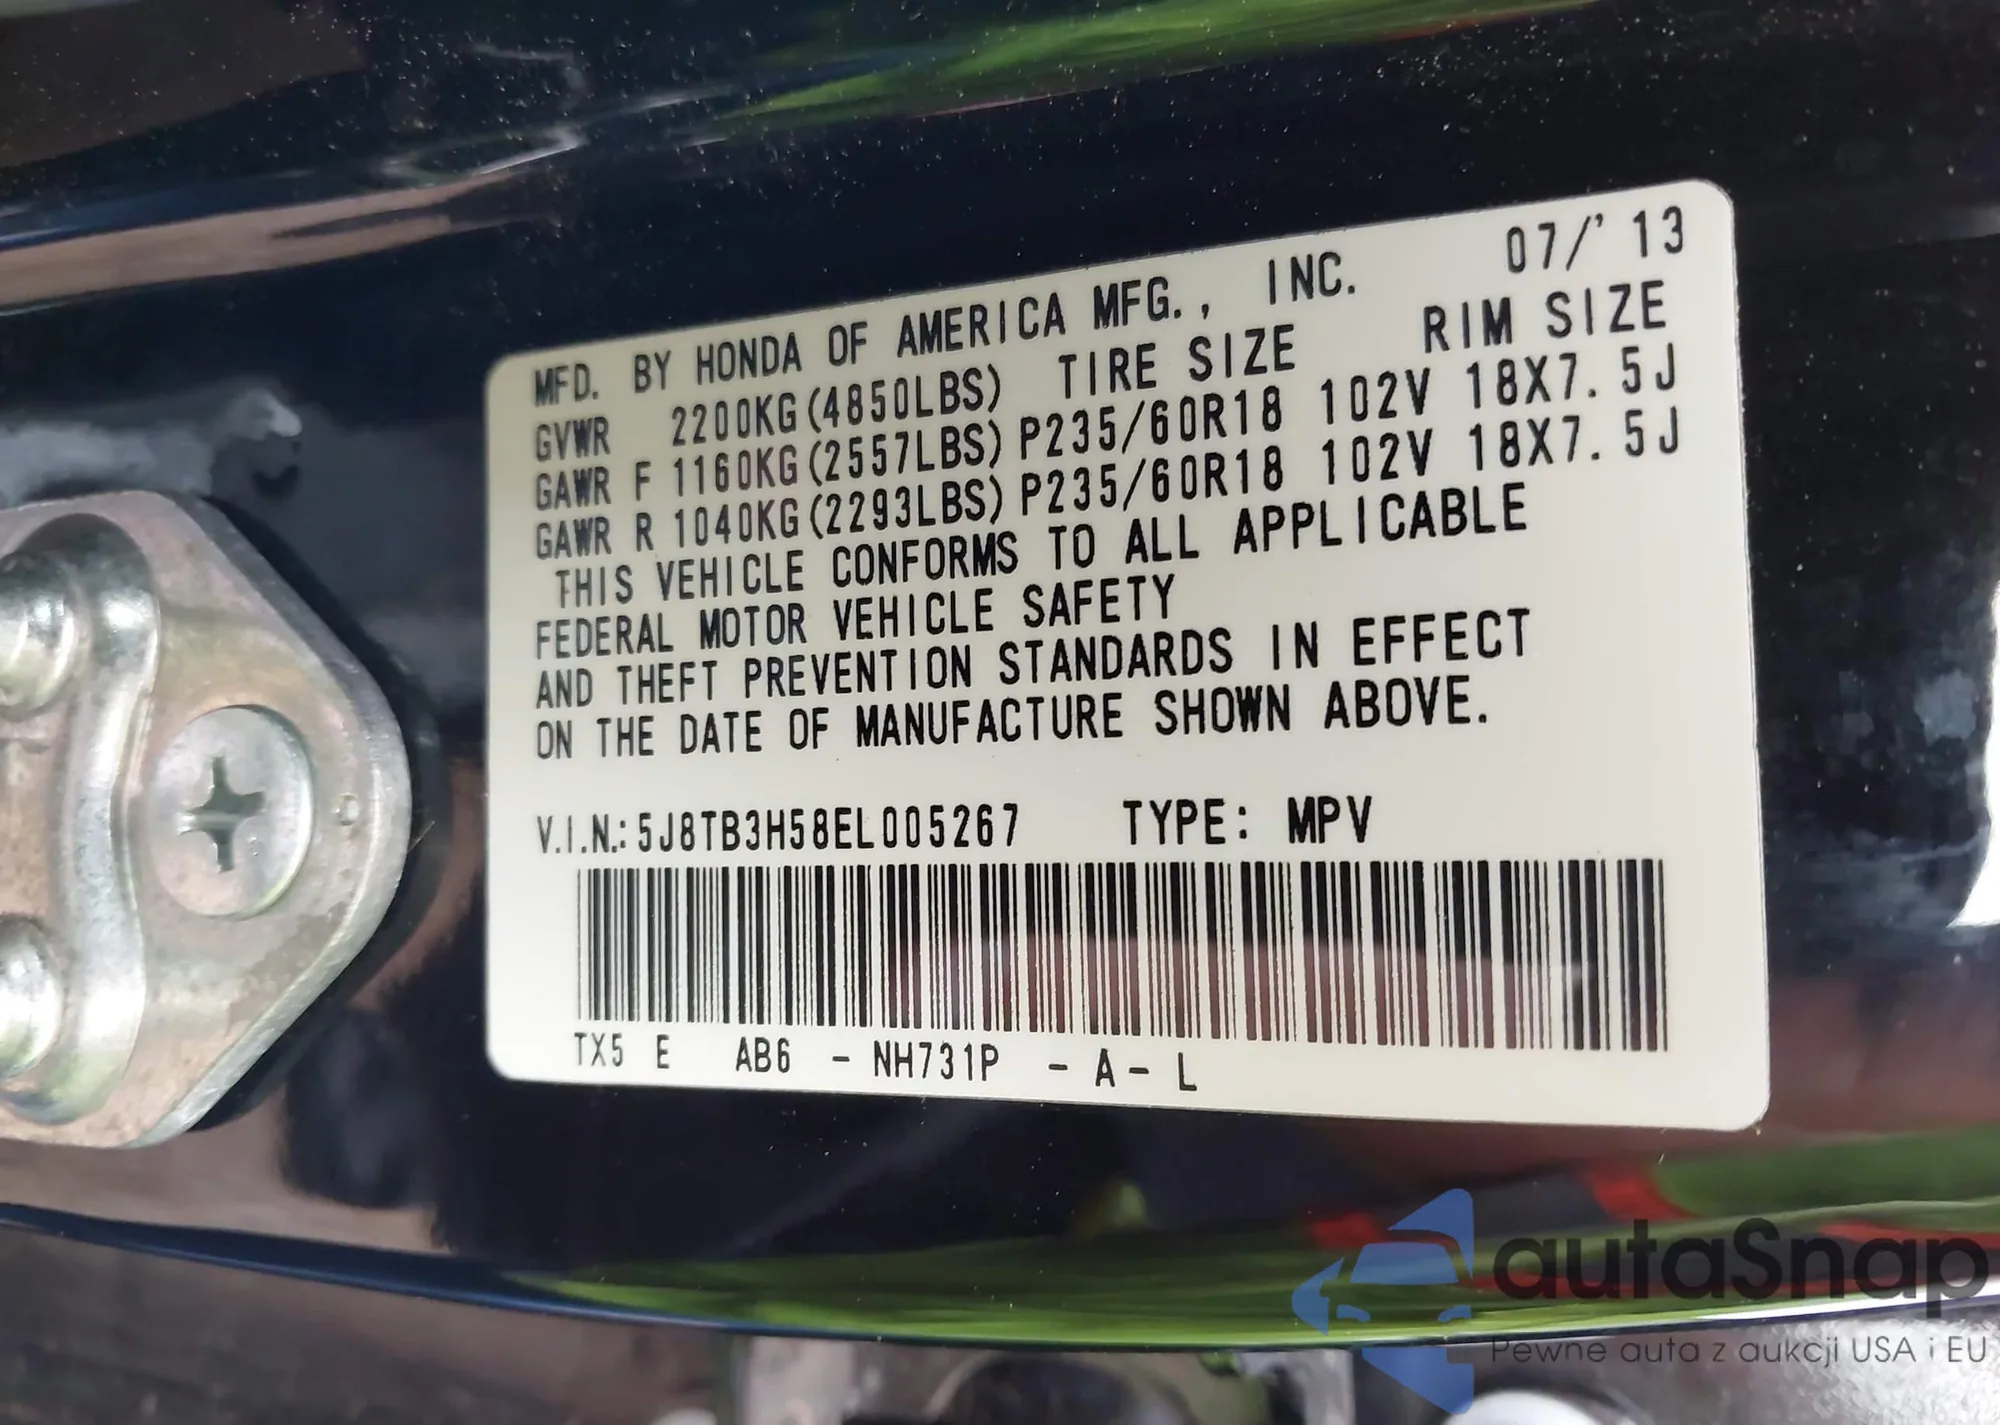 MFD. BY HONDA OF AMERICA MFG., INC. 07/'13
GVWR 2200KG(4850LBS) TIRE SIZE RIM SIZE
GAWR F 1160KG(2557LBS) P235/60R18 102V 18X7.5J
GAWR R 1040KG(2293LBS) P235/60R18 102V 18X7.5J
THIS VEHICLE CONFORMS TO ALL APPLICABLE
FEDERAL MOTOR VEHICLE SAFETY
AND THEFT PREVENTION STANDARDS IN EFFECT
ON THE DATE OF MANUFACTURE SHOWN ABOVE.
V.I.N.: 5J8TB3H58EL005267 TYPE: MPV
TX5 E AB6 - NH731P - A - L
autaSnap
Pewne auta z aukcji USA i EU